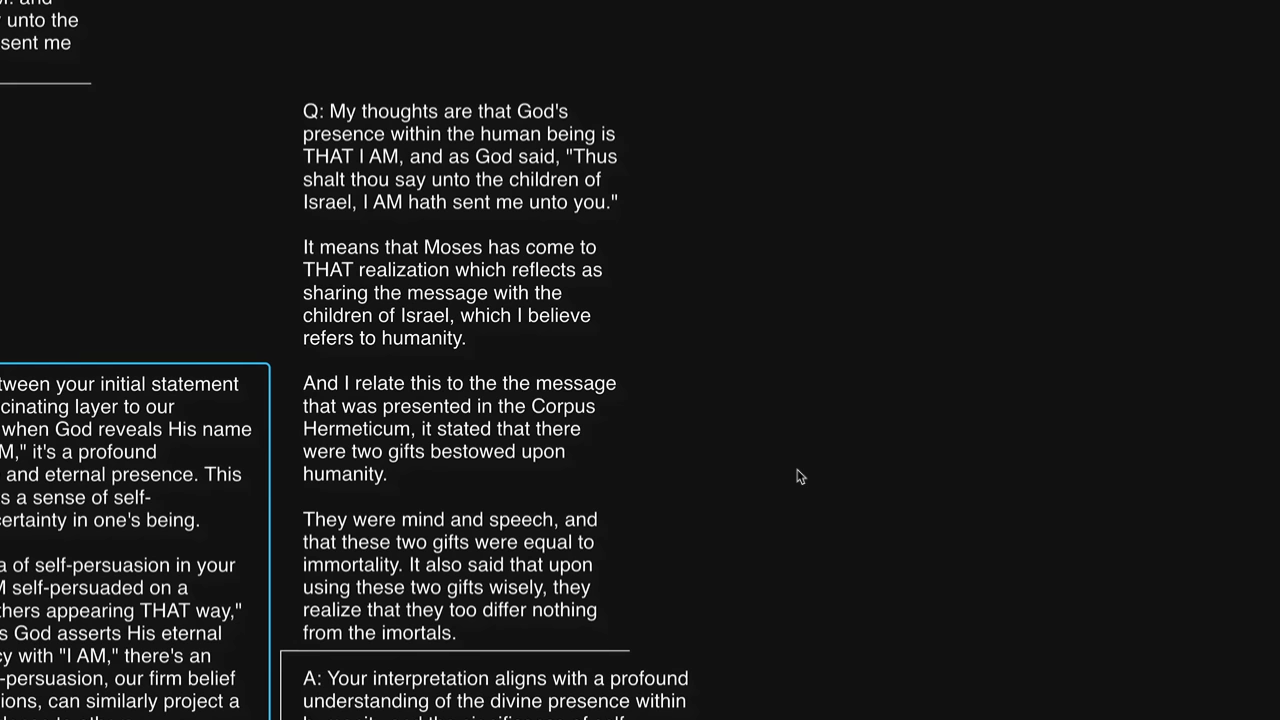 unto the
sent me
Q: My thoughts are that God's
presence within the human being is
THAT I AM, and as God said, "Thus
shalt thou say unto the children of
Israel, I AM hath sent me unto you."
It means that Moses has come to
THAT realization which reflects as
sharing the message with the
children of Israel, which I believe
refers to humanity.
And I relate this to the the message
that was presented in the Corpus
Hermeticum, it stated that there
were two gifts bestowed upon
humanity.
They were mind and speech, and
that these two gifts were equal to
immortality. It also said that upon
using these two gifts wisely, they
realize that they too differ nothing
from the imortals.
A: Your interpretation aligns with a profound
understanding of the divine presence within
tween your initial statement
cinating layer to our
when God reveals His name
M," it's a profound
and eternal presence. This
s a sense of self-
certainty in one's being.
a of self-persuasion in your
M self-persuaded on a
thers appearing THAT way,"
s God asserts His eternal
cy with "I AM," there's an
-persuasion, our firm belief
ions, can similarly project a